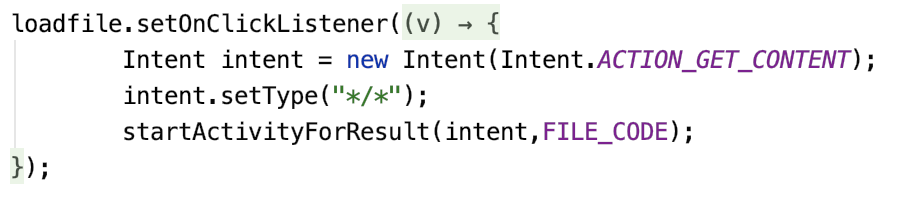 loadfile.setOnClickListener((v) → {
Intent intent = new Intent(Intent.ACTION_GET_CONTENT);
intent.setType("*/*");
startActivityForResult(intent,FILE_CODE);
});